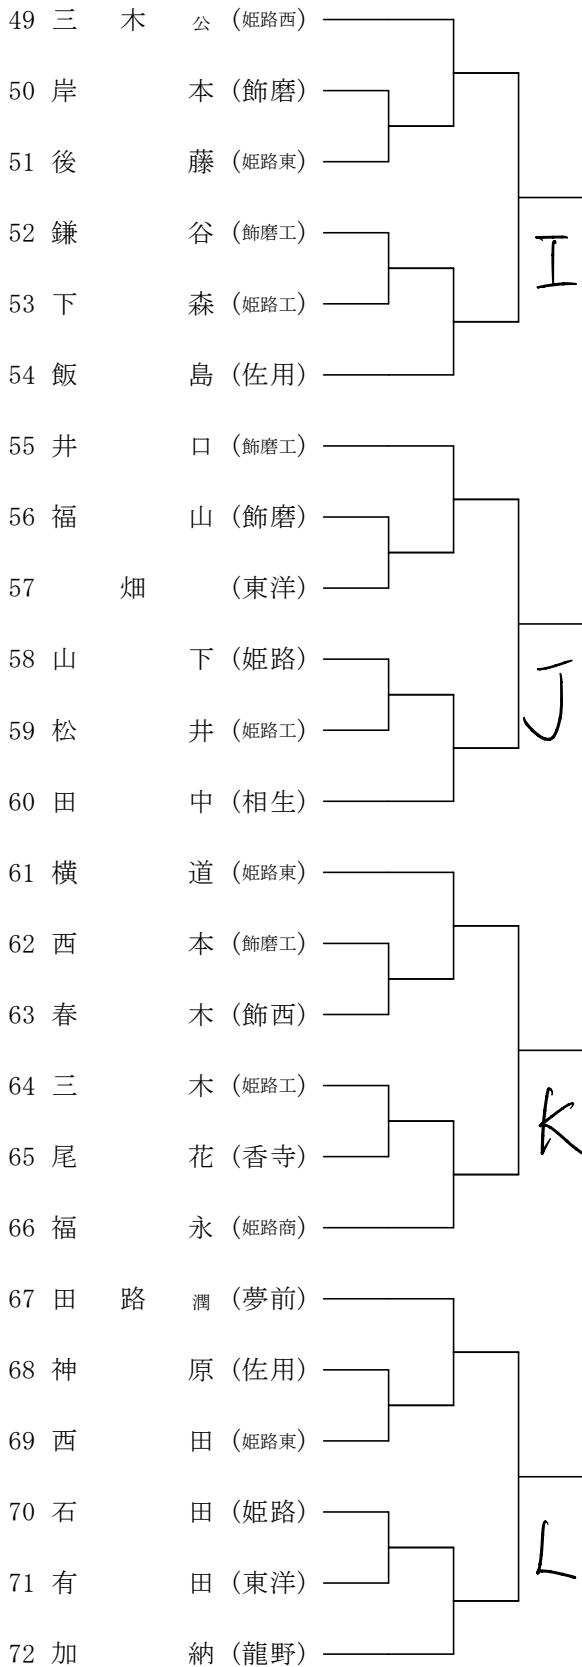 49 三 木 公 (姫路西)
50 岸 本 (飾磨)
51 後 藤 (姫路東)
52 鎌 谷 (飾磨工)
I
53 下 森 (姫路工)
54 飯 島 (佐用)
55 井 口 (飾磨工)
56 福 山 (飾磨)
57 畑 (東洋)
58 山 下 (姫路)
J
59 松 井 (姫路工)
60 田 中 (相生)
61 横 道 (姫路東)
62 西 本 (飾磨工)
63 春 木 (飾西)
64 三 木 (姫路工)
K
65 尾 花 (香寺)
66 福 永 (姫路商)
67 田 路 潤 (夢前)
68 神 原 (佐用)
69 西 田 (姫路東)
70 石 田 (姫路)
L
71 有 田 (東洋)
72 加 納 (龍野)